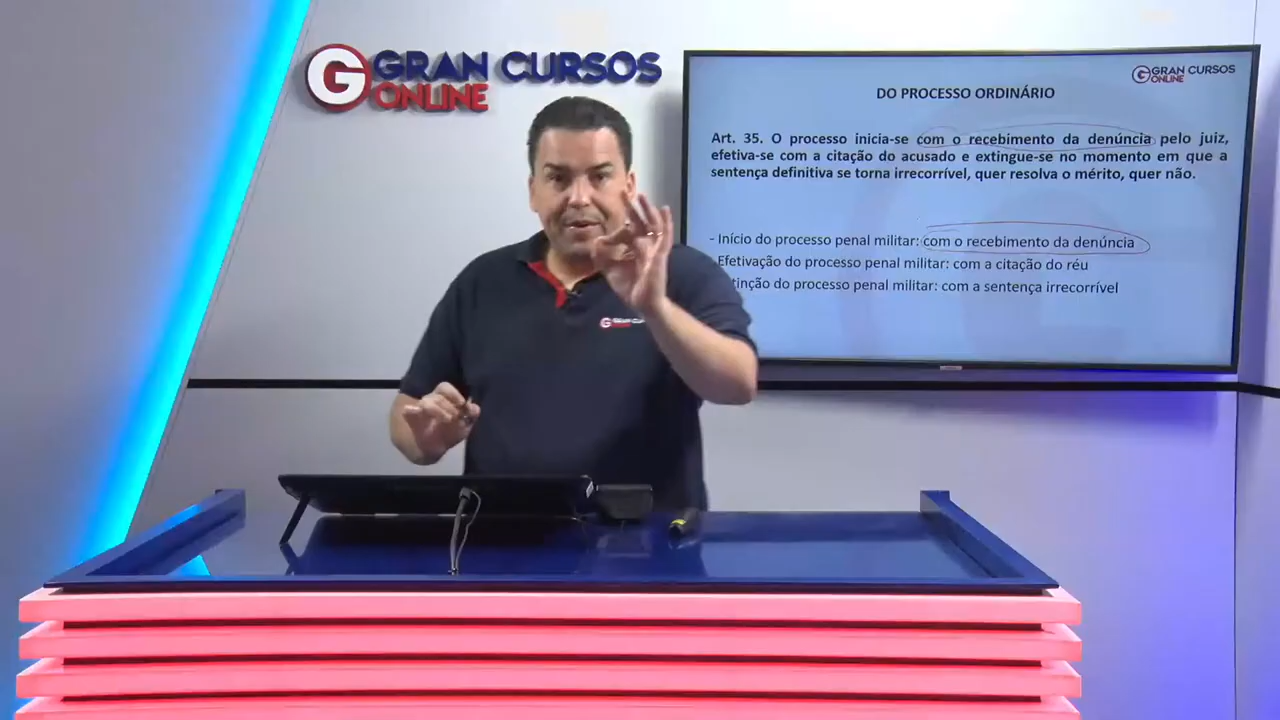 GRAN CURSOS
ONLINE
GRAN CURSOS
ONLINE
DO PROCESSO ORDINÁRIO
Art. 35. O processo inicia-se com o recebimento da denúncia pelo juiz,
efetiva-se com a citação do acusado e extingue-se no momento em que a
sentença definitiva se torna irrecorrível, quer resolva o mérito, quer não.
- Início do processo penal militar: com o recebimento da denúncia
Efetivação do processo penal militar: com a citação do réu
tinção do processo penal militar: com a sentença irrecorrível
GRAN